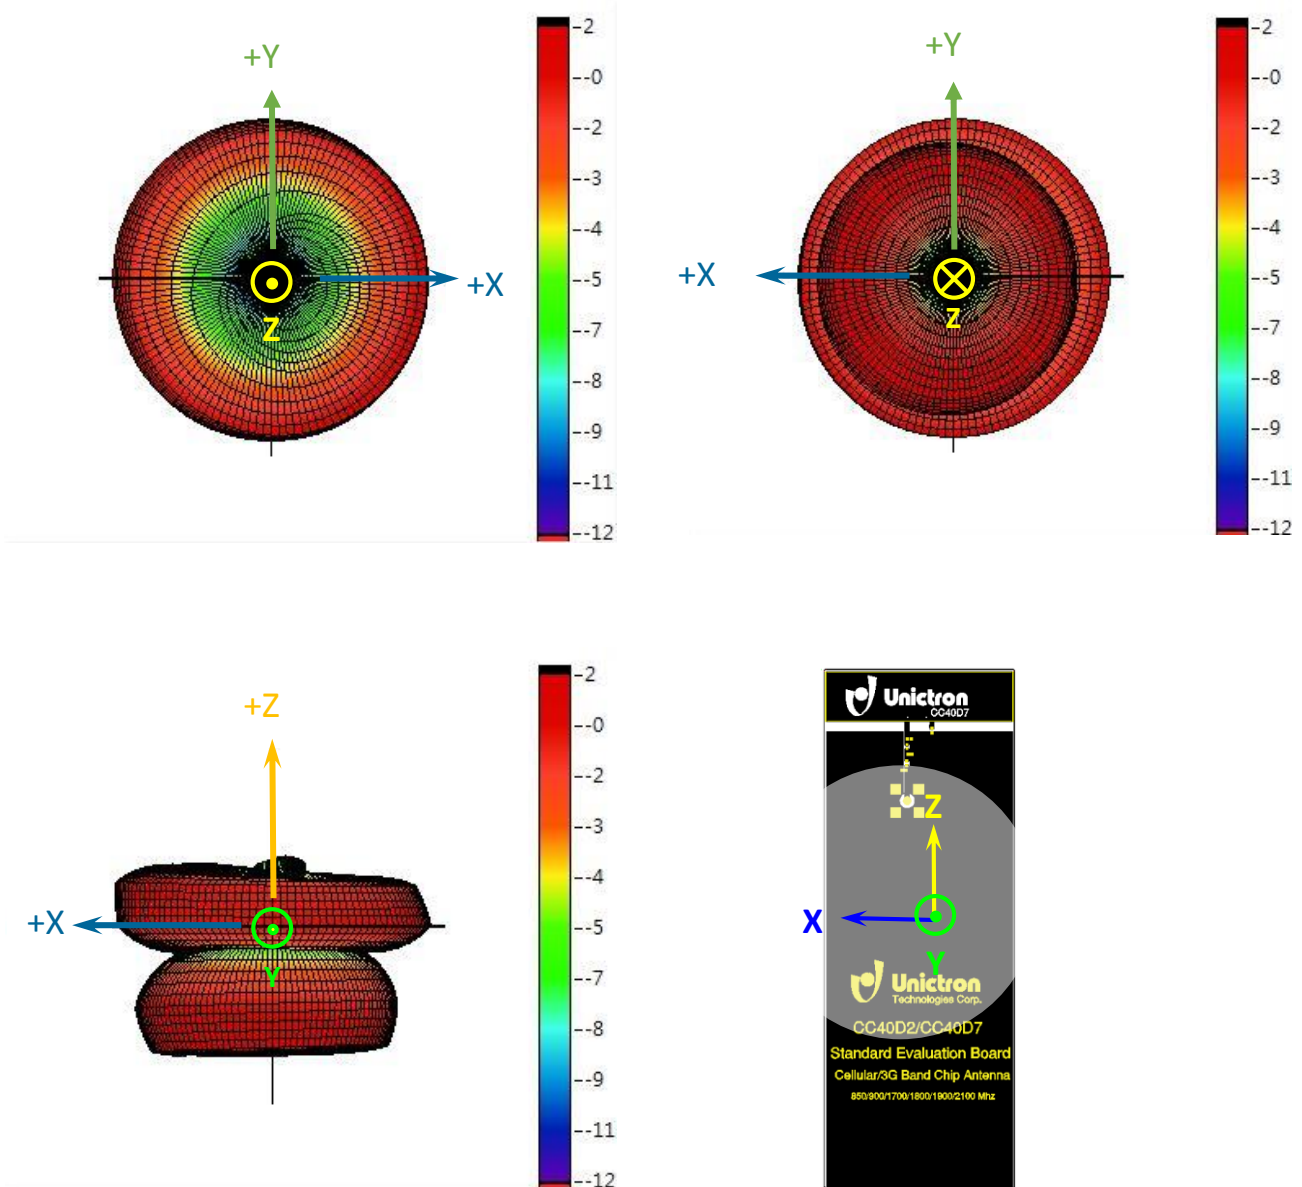 +Y
+X
Z
2
-0
-2
-3
-4
-5
-7
-8
-9
-11
-12
+Y
+X
Z
2
-0
-2
-3
-4
-5
-7
-8
-9
-11
-12
+Z
+X
Y
2
-0
-2
-3
-4
-5
-7
-8
-9
-11
-12
Unictron
CC40D7
Z
X
Y
Unictron
Technologies Corp.
CC40D2/CC40D7
Standard Evaluation Board
Cellular/3G Band Chip Antenna
850/900/1700/1800/1900/2100 Mhz